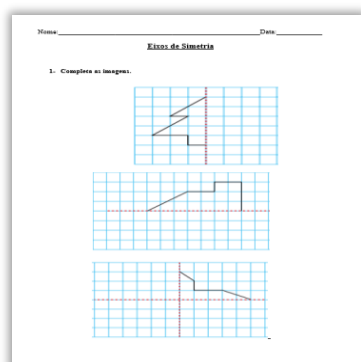 Nome: Data:
Eixos de Simetria
1- Completa as imagens.